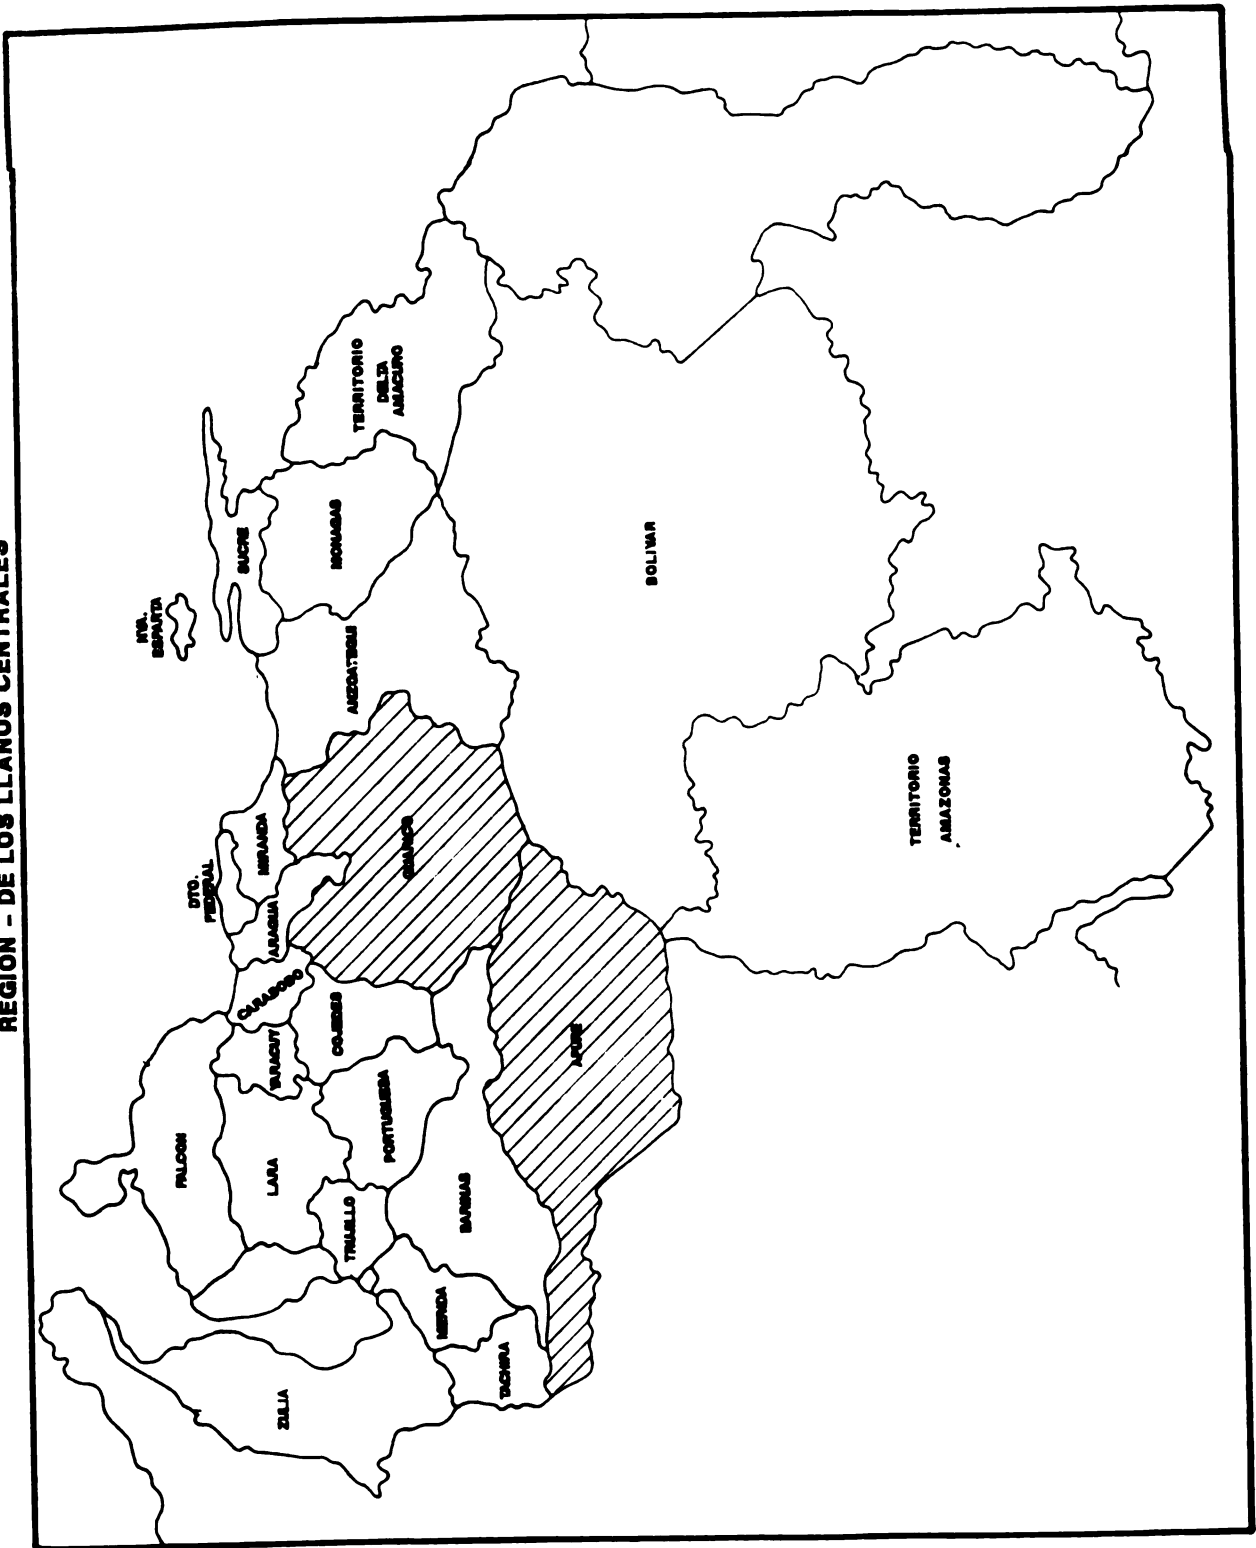 REGION - DE LOS LLANOS CENTRALES
NVA.
ESPARTA
DTO.
FEDERAL
SUCRE
FALCON
MIRANDA
ARAGUA
CARABOBO
YARACUY
LARA
ZULIA
TERRITORIO
DELTA
AMACURO
MONAGAS
ANZOATEGUI
GUARICO
COJEDES
PORTUGUESA
TRUJILLO
BARINAS
MERIDA
TACHIRA
APURE
BOLIVAR
TERRITORIO
AMAZONAS